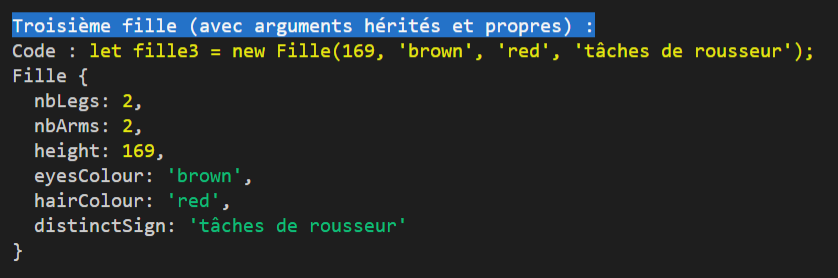 Troisième fille (avec arguments hérités et propres) :
Code : let fille3 = new Fille(169, 'brown', 'red', 'tâches de rousseur');
Fille {
  nbLegs: 2,
  nbArms: 2,
  height: 169,
  eyesColour: 'brown',
  hairColour: 'red',
  distinctSign: 'tâches de rousseur'
}